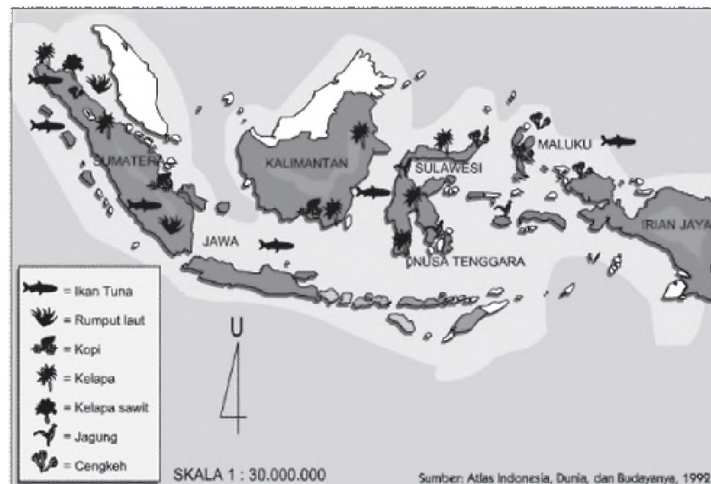 SUMATERA
KALIMANTAN
SULAWESI
MALUKU
IRIAN JAYA
JAWA
NUSA TENGGARA
= Ikan Tuna
= Rumput laut
= Kopi
= Kelapa
= Kelapa sawit
= Jagung
= Cengkeh
U
SKALA 1 : 30.000.000
Sumber: Atlas Indonesia, Dunia, dan Budayanya, 1992